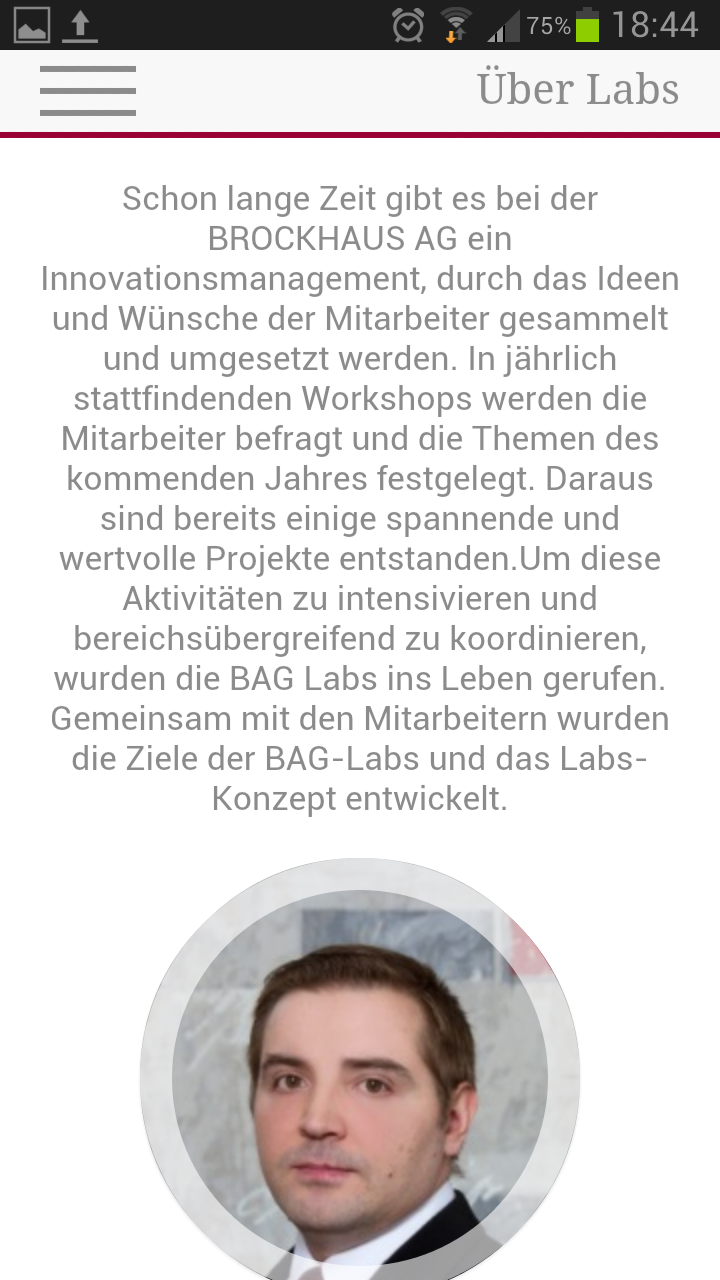 75% 18:44
Über Labs
Schon lange Zeit gibt es bei der
BROCKHAUS AG ein
Innovationsmanagement, durch das Ideen
und Wünsche der Mitarbeiter gesammelt
und umgesetzt werden. In jährlich
stattfindenden Workshops werden die
Mitarbeiter befragt und die Themen des
kommenden Jahres festgelegt. Daraus
sind bereits einige spannende und
wertvolle Projekte entstanden.Um diese
Aktivitäten zu intensivieren und
bereichsübergreifend zu koordinieren,
wurden die BAG Labs ins Leben gerufen.
Gemeinsam mit den Mitarbeitern wurden
die Ziele der BAG-Labs und das Labs-
Konzept entwickelt.